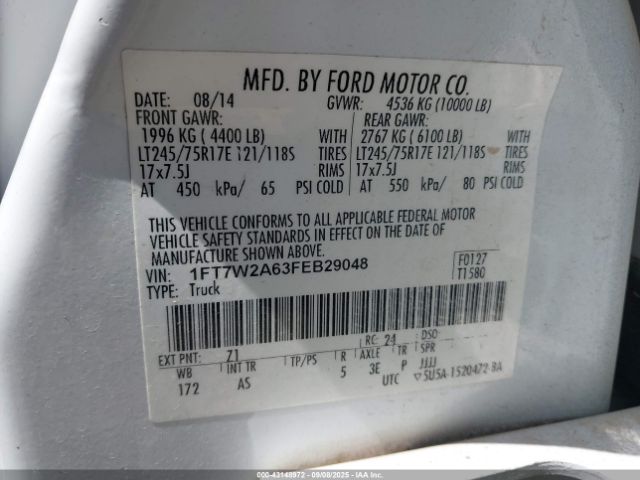 MFD. BY FORD MOTOR CO.
DATE: 08/14 GVWR: 4536 KG (10000 LB)
FRONT GAWR: REAR GAWR:
1996 KG ( 4400 LB) WITH 2767 KG ( 6100 LB) WITH
LT245/75R17E 121/118S TIRES LT245/75R17E 121/118S TIRES
17x7.5J RIMS 17x7.5J RIMS
AT 450 kPa/ 65 PSI COLD AT 550 kPa/ 80 PSI COLD
THIS VEHICLE CONFORMS TO ALL APPLICABLE FEDERAL MOTOR
VEHICLE SAFETY STANDARDS IN EFFECT ON THE DATE OF
MANUFACTURE SHOWN ABOVE.
VIN: 1FT7W2A63FEB29048 F0127
TYPE: Truck T1580
EXT PNT: Z1 RC: 24 DSO:
WB INT TR TP/PS R AXLE TR SPR
172 AS 5 3E P JJJJ
UTC ▽5U5A-1520472-BA
000-43148972 - 09/08/2025 - IAAI.com